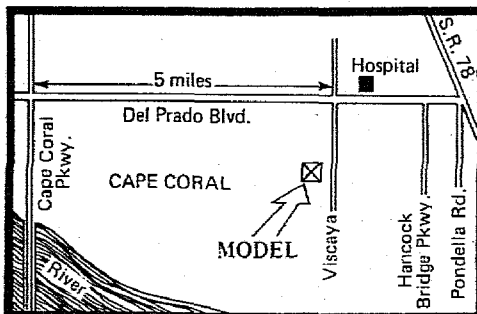 S.R. 78
Hospital
5 miles
Del Prado Blvd.
Cape Coral
Pkwy.
CAPE CORAL
MODEL
Viscaya
Hancock
Bridge Pkwy.
Pondella Rd.
River